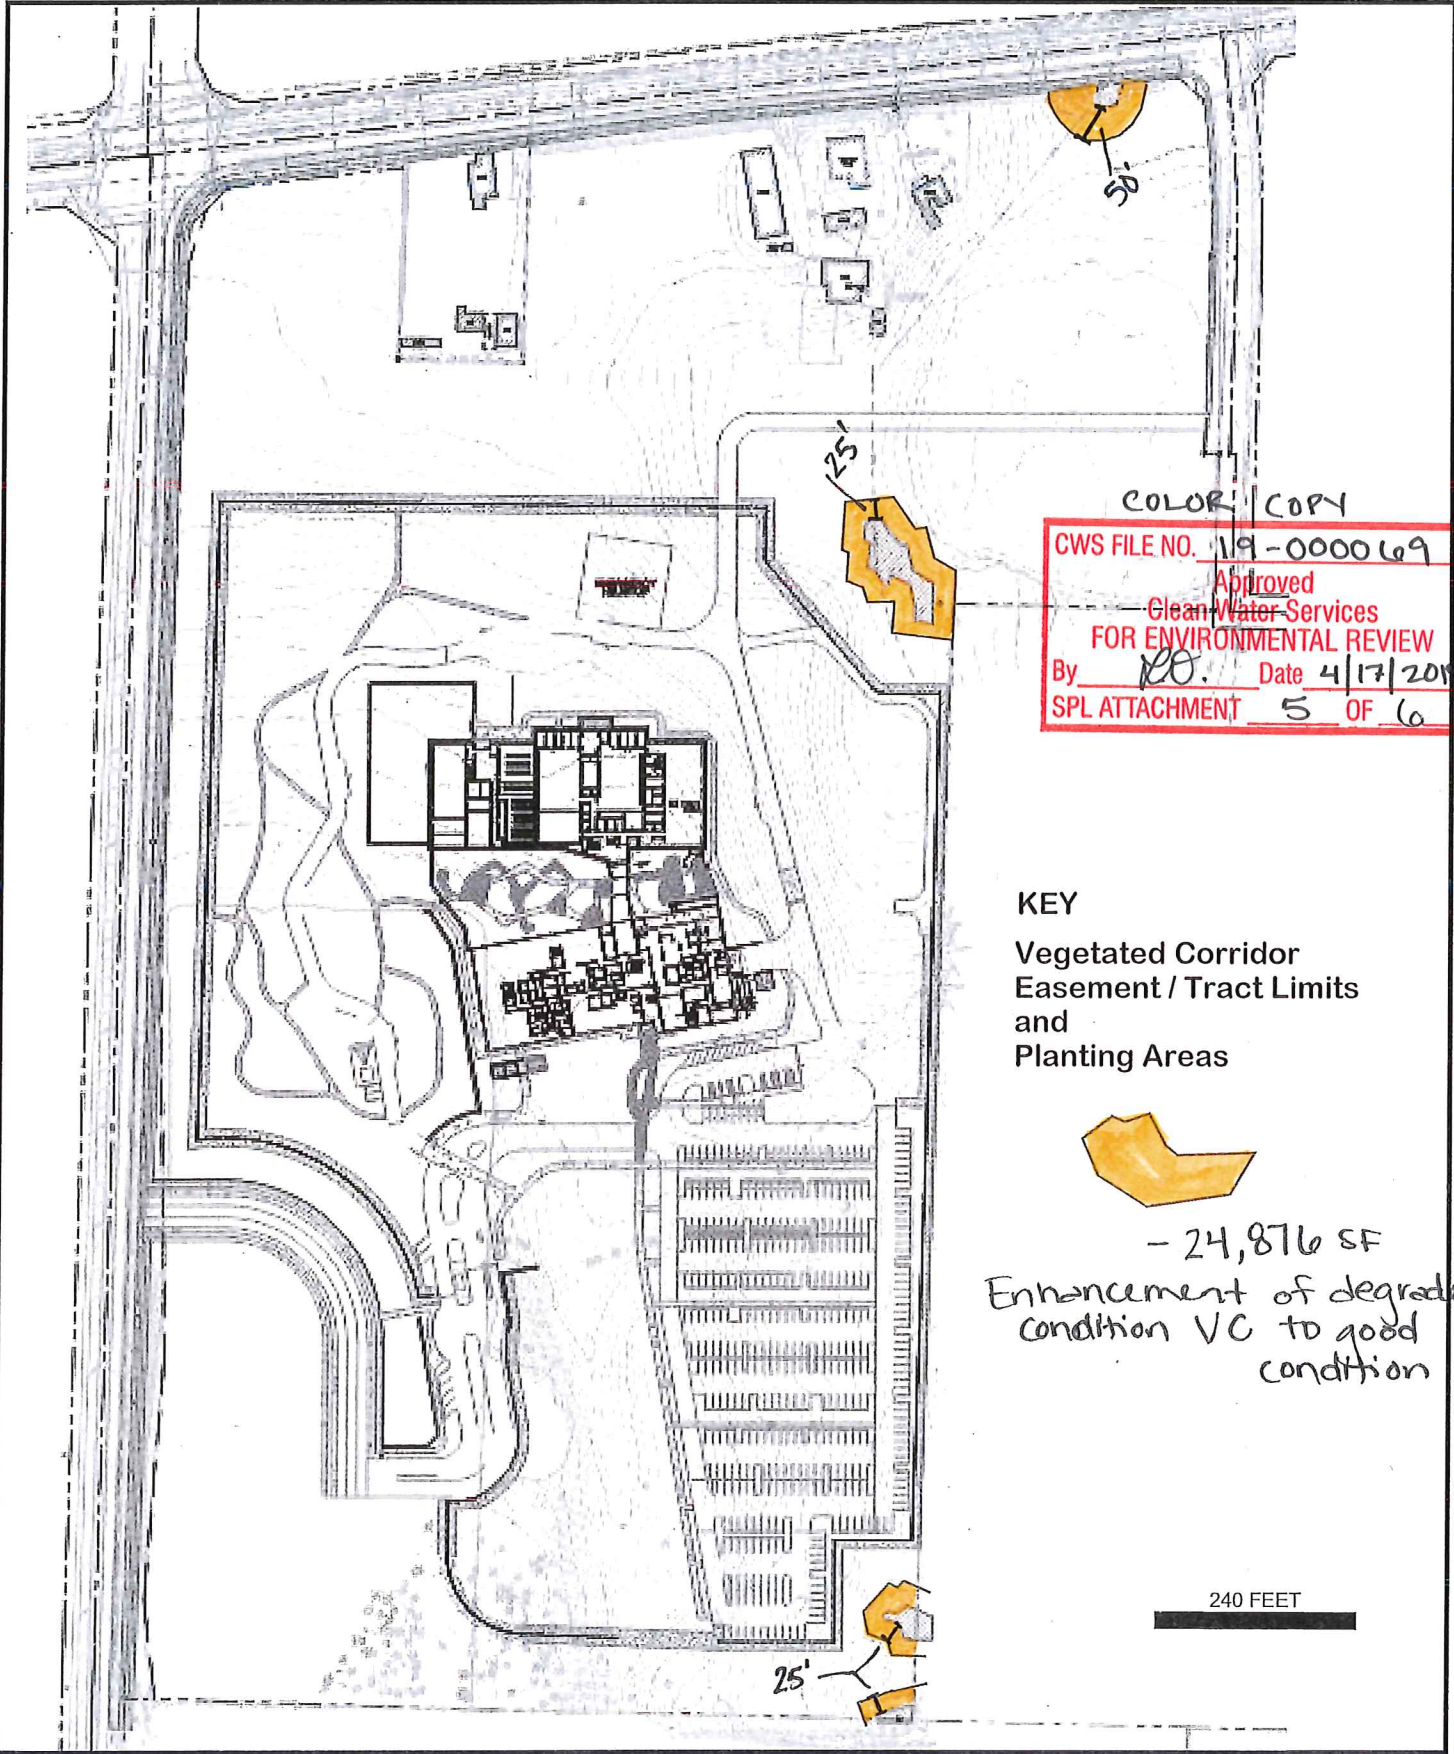 50'
25'
COLOR COPY
CWS FILE NO. 19-000069
Approved
Clean Water Services
FOR ENVIRONMENTAL REVIEW
By Date 4/17/201
SPL ATTACHMENT 5 OF 6
KEY
Vegetated Corridor
Easement / Tract Limits
and
Planting Areas
- 24,876 SF
Enhancement of degrad
condition VC to good
condition
240 FEET
25'